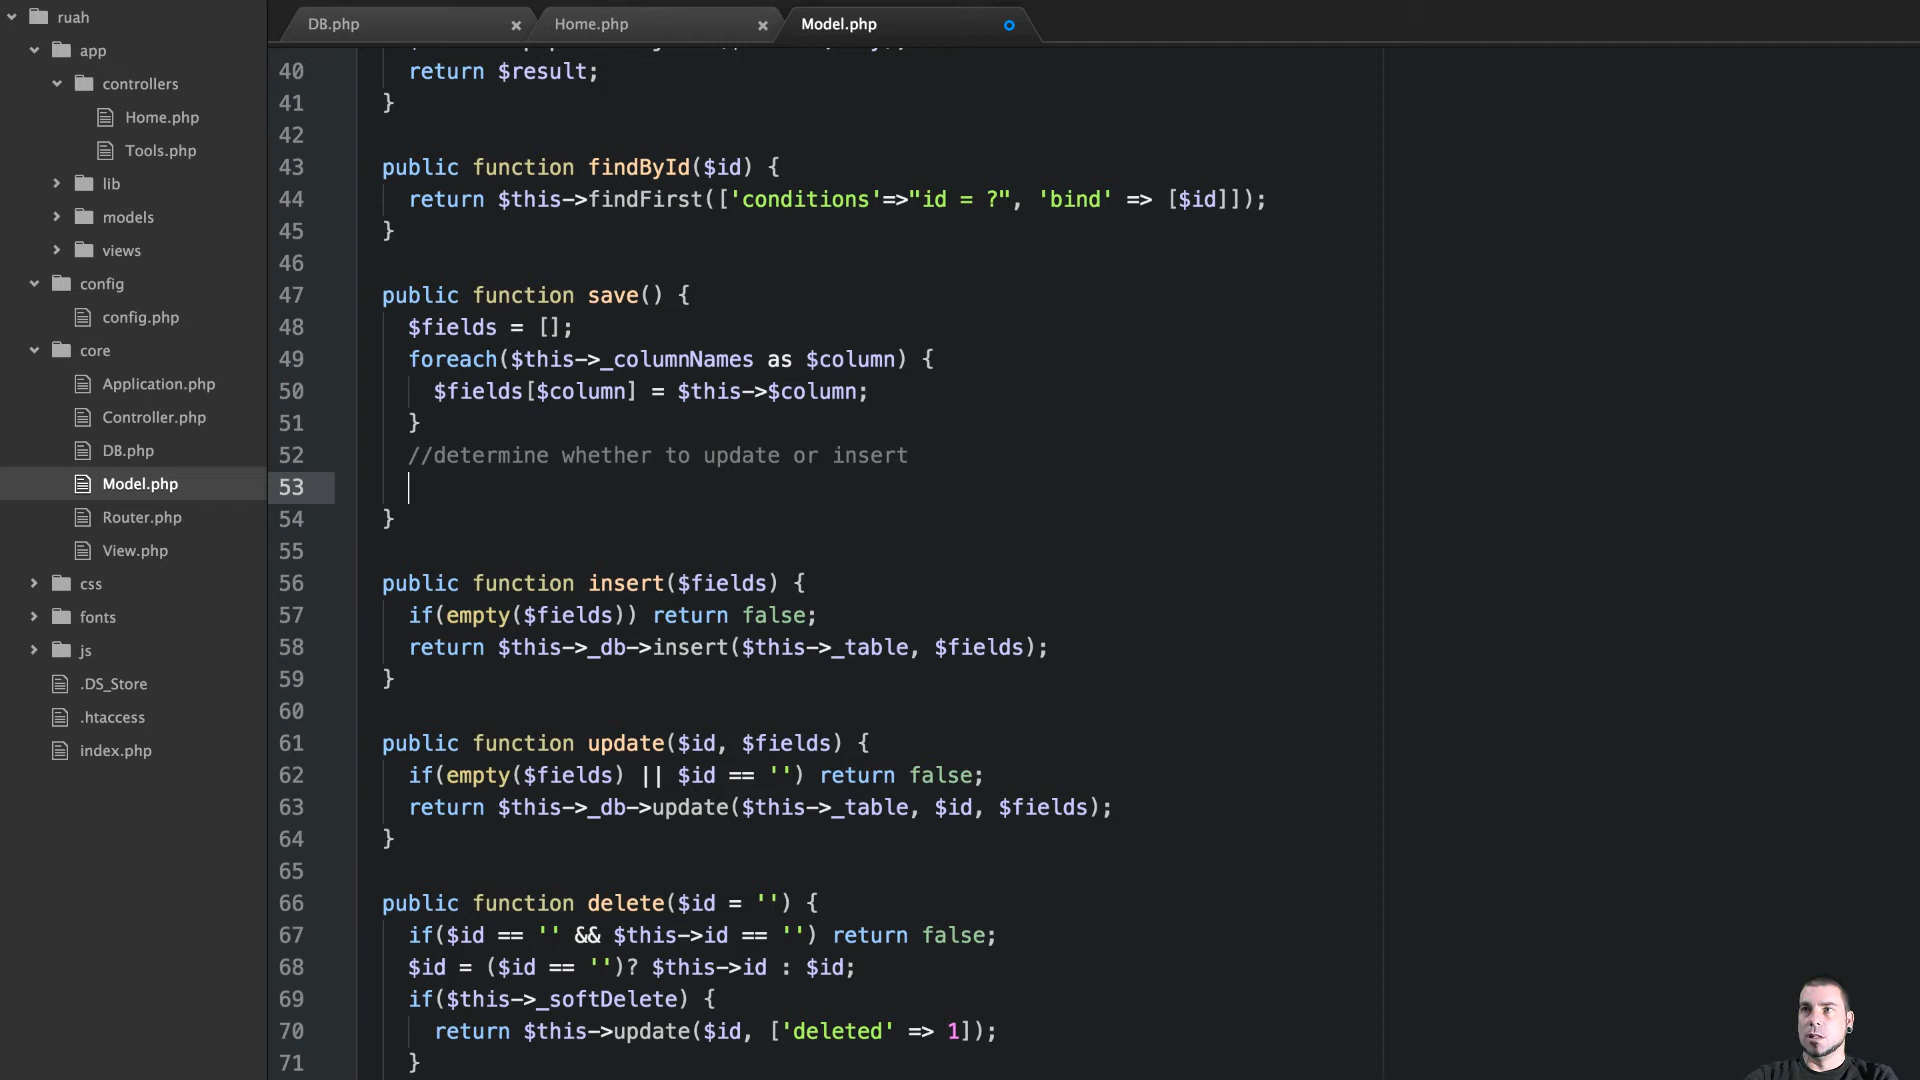 ruah
app
controllers
Home.php
Tools.php
lib
models
views
config
config.php
core
Application.php
Controller.php
DB.php
Model.php
Router.php
View.php
css
fonts
js
.DS_Store
.htaccess
index.php
DB.php
Home.php
Model.php
40 return $result;
41 }
42
43 public function findById($id) {
44 return $this->findFirst(['conditions'=>"id = ?", 'bind' => [$id]]);
45 }
46
47 public function save() {
48 $fields = [];
49 foreach($this->_columnNames as $column) {
50 $fields[$column] = $this->$column;
51 }
52 //determine whether to update or insert
53
54 }
55
56 public function insert($fields) {
57 if(empty($fields)) return false;
58 return $this->_db->insert($this->_table, $fields);
59 }
60
61 public function update($id, $fields) {
62 if(empty($fields) || $id == '') return false;
63 return $this->_db->update($this->_table, $id, $fields);
64 }
65
66 public function delete($id = '') {
67 if($id == '' && $this->id == '') return false;
68 $id = ($id == '')? $this->id : $id;
69 if($this->_softDelete) {
70 return $this->update($id, ['deleted' => 1]);
71 }